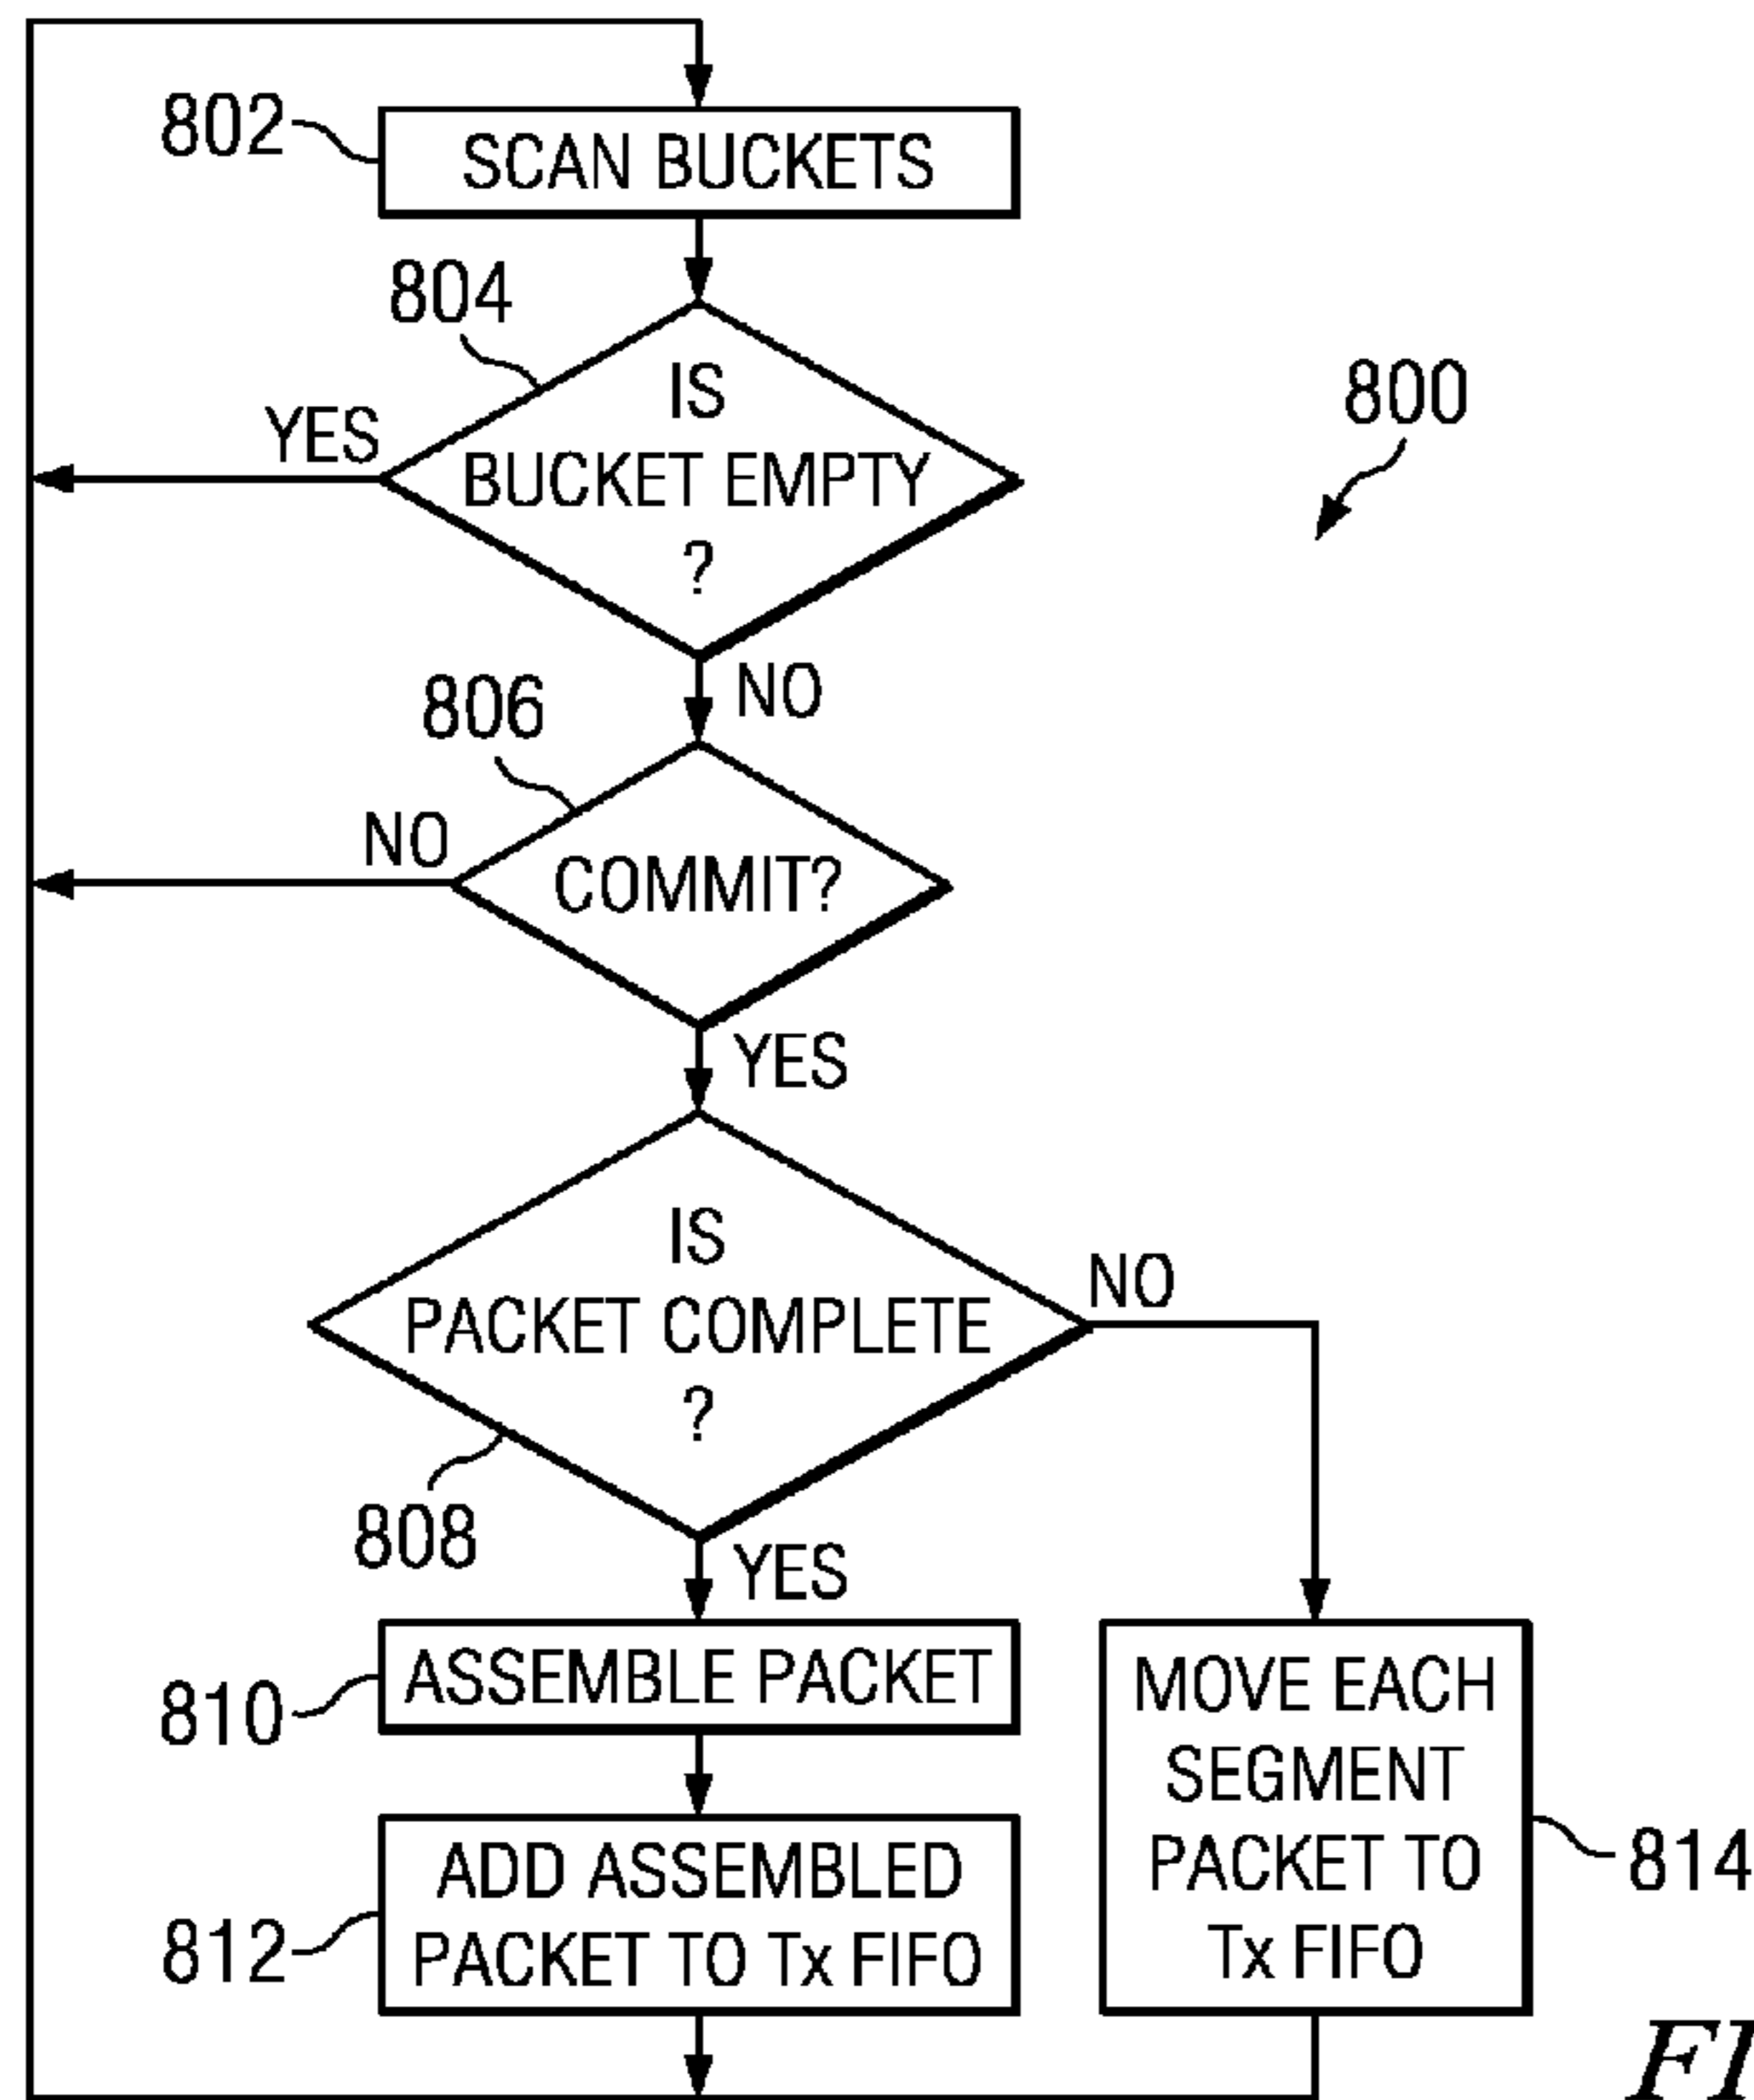 802
SCAN BUCKETS
804
IS
BUCKET EMPTY
?
YES
800
NO
806
NO
COMMIT?
YES
IS
PACKET COMPLETE
?
NO
808
YES
810
ASSEMBLE PACKET
MOVE EACH
SEGMENT
PACKET TO
Tx FIFO
814
812
ADD ASSEMBLED
PACKET TO Tx FIFO